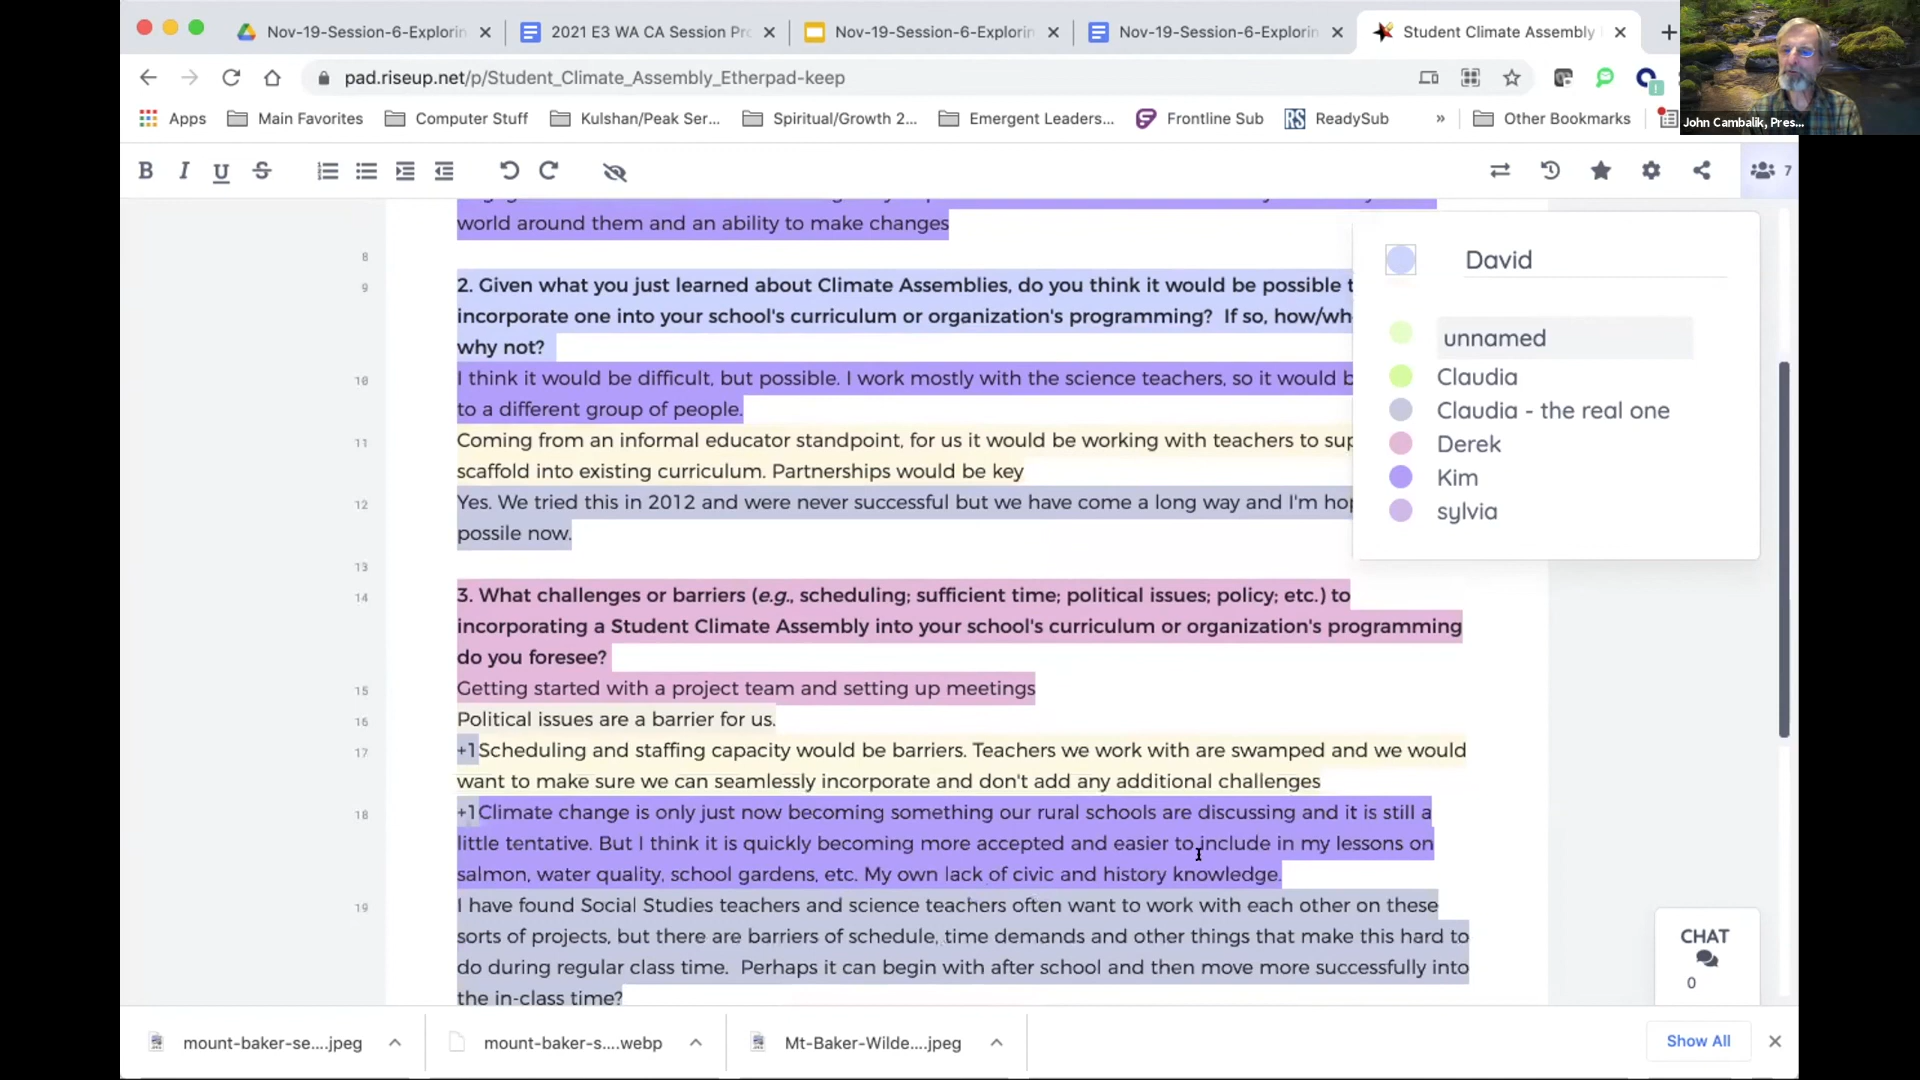 Nov-19-Session-6-Explorin
2021 E3 WA CA Session Pro
Nov-19-Session-6-Explorin
Nov-19-Session-6-Explorin
Student Climate Assembly
pad.riseup.net/p/Student_Climate_Assembly_Etherpad-keep
Apps
Main Favorites
Computer Stuff
Kulshan/Peak Ser...
Spiritual/Growth 2...
Emergent Leaders...
Frontline Sub
RS
ReadySub
»
Other Bookmarks
John Cambalik, Pres...
B I U S
7
world around them and an ability to make changes
8
9
2. Given what you just learned about Climate Assemblies, do you think it would be possible t
incorporate one into your school's curriculum or organization's programming?  If so, how/wh
why not?
10
I think it would be difficult, but possible. I work mostly with the science teachers, so it would b
to a different group of people.
11
Coming from an informal educator standpoint, for us it would be working with teachers to sup
scaffold into existing curriculum. Partnerships would be key
12
Yes. We tried this in 2012 and were never successful but we have come a long way and I'm hop
possile now.
13
14
3. What challenges or barriers (e.g., scheduling; sufficient time; political issues; policy; etc.) to
incorporating a Student Climate Assembly into your school's curriculum or organization's programming
do you foresee?
15
Getting started with a project team and setting up meetings
16
Political issues are a barrier for us.
17
+1Scheduling and staffing capacity would be barriers. Teachers we work with are swamped and we would
want to make sure we can seamlessly incorporate and don't add any additional challenges
18
+1Climate change is only just now becoming something our rural schools are discussing and it is still a
little tentative. But I think it is quickly becoming more accepted and easier to include in my lessons on
salmon, water quality, school gardens, etc. My own lack of civic and history knowledge.
19
I have found Social Studies teachers and science teachers often want to work with each other on these
sorts of projects, but there are barriers of schedule, time demands and other things that make this hard to
do during regular class time.  Perhaps it can begin with after school and then move more successfully into
the in-class time?
David
unnamed
Claudia
Claudia - the real one
Derek
Kim
sylvia
CHAT
0
mount-baker-se....jpeg
mount-baker-s....webp
Mt-Baker-Wilde....jpeg
Show All